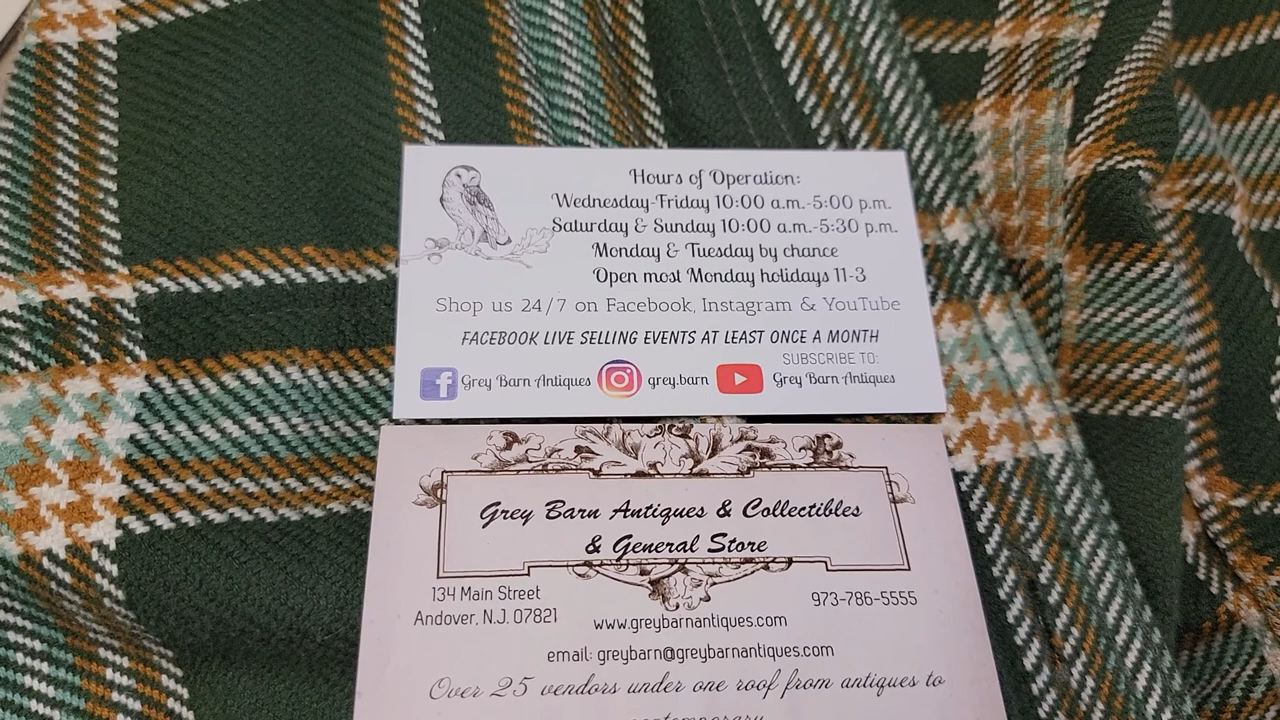 Hours of Operation:
Wednesday-Friday 10:00 a.m.-5:00 p.m.
Saturday & Sunday 10:00 a.m.-5:30 p.m.
Monday & Tuesday by chance
Open most Monday holidays 11-3
Shop us 24/7 on Facebook, Instagram & YouTube
FACEBOOK LIVE SELLING EVENTS AT LEAST ONCE A MONTH
SUBSCRIBE TO:
f Grey Barn Antiques grey.barn Grey Barn Antiques
Grey Barn Antiques & Collectibles
& General Store
134 Main Street
Andover, N.J. 07821
973-786-5555
www.greybarnantiques.com
email: greybarn@greybarnantiques.com
Over 25 vendors under one roof from antiques to
contemporary